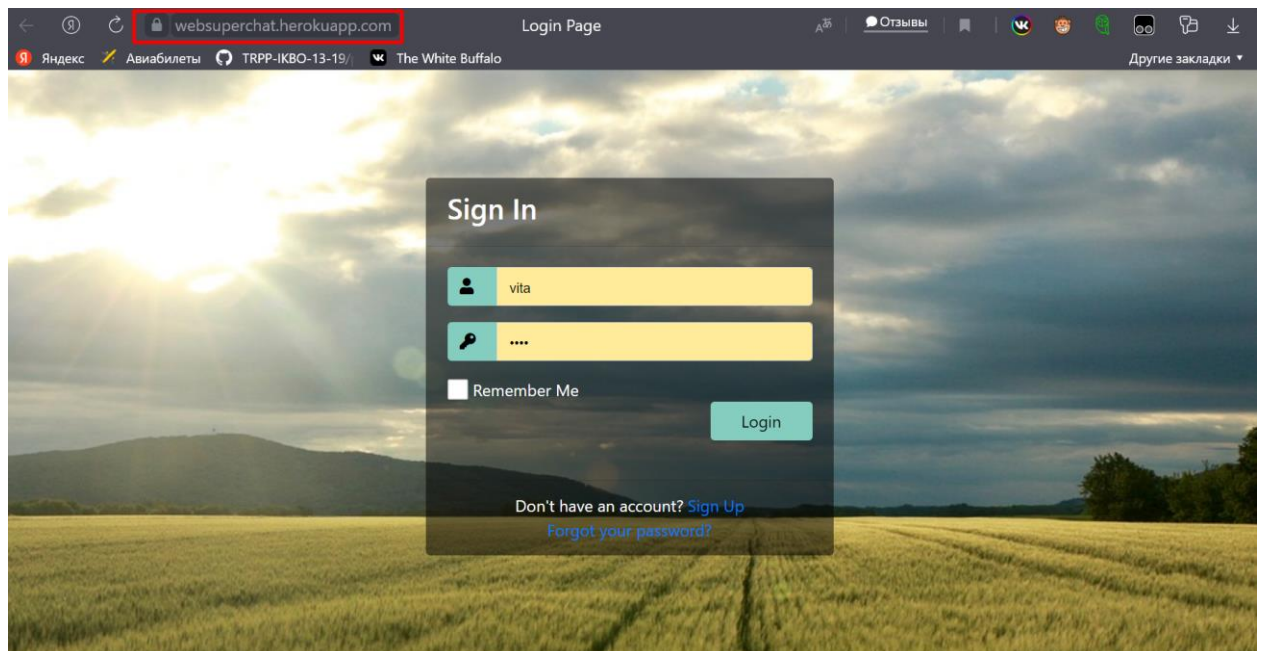 Я websuperchat.herokuapp.com Login Page Отзывы
Я Яндекс Авиабилеты TRPP-IKBO-13-19/ The White Buffalo Другие закладки
Sign In
vita
••••
Remember Me
Login
Don't have an account? Sign Up
Forgot your password?